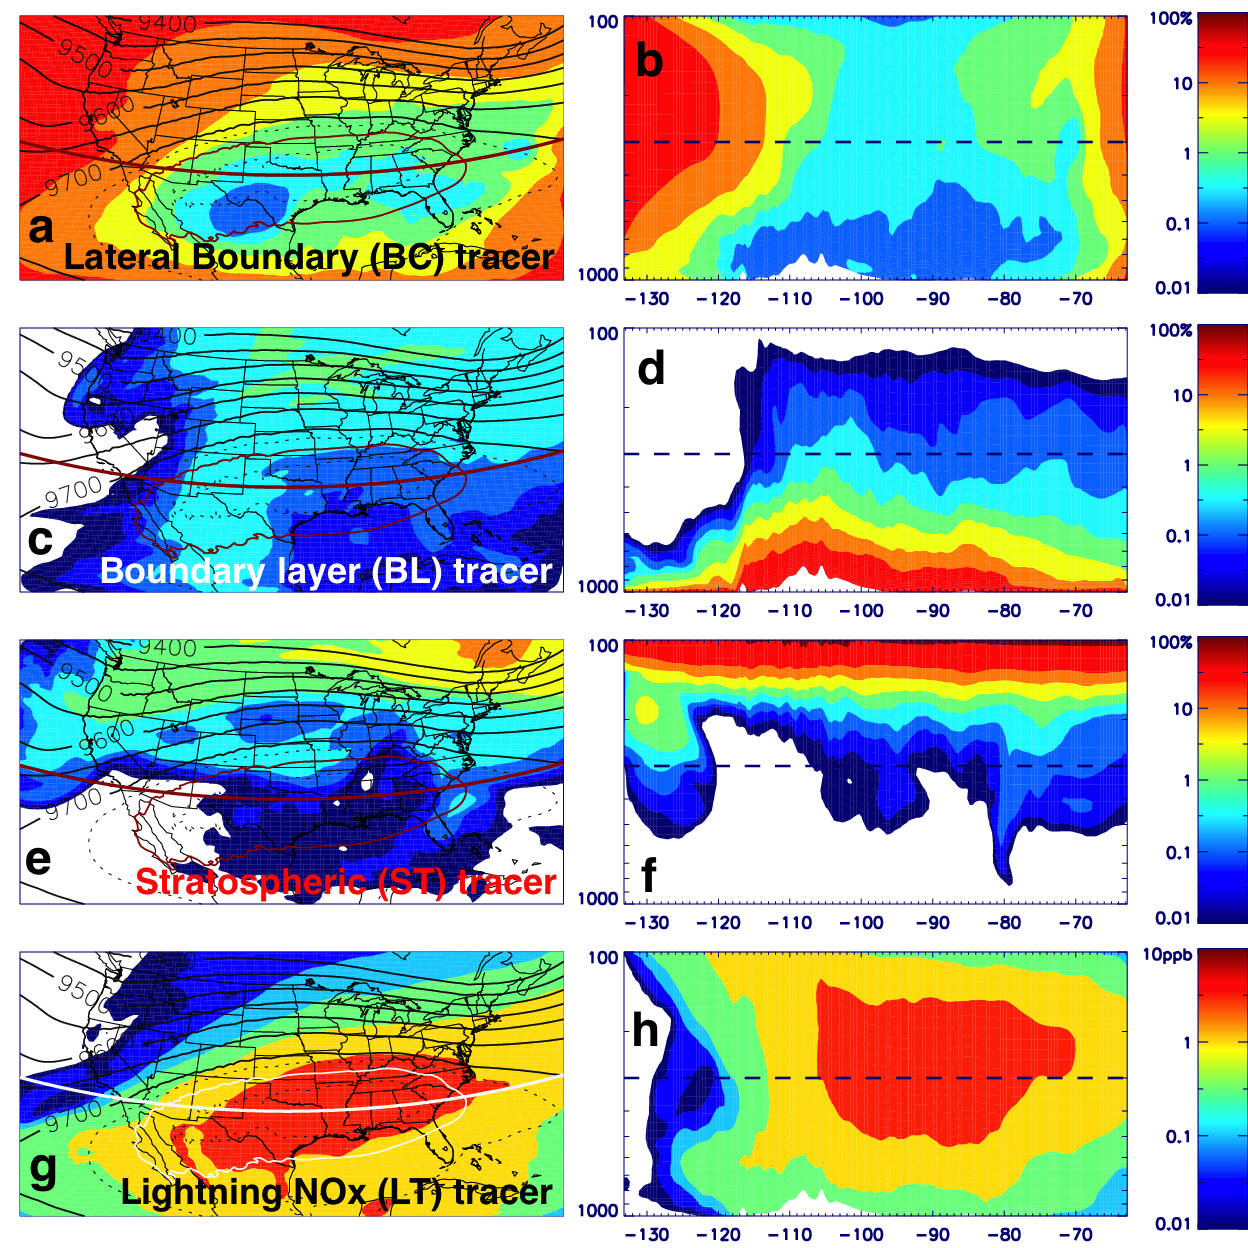 9400
9500
9600
9700
a
Lateral Boundary (BC) tracer
100
b
1000
−130 −120 −110 −100 −90 −80 −70
100%
10
1
0.1
0.01
9700
c
Boundary layer (BL) tracer
100
d
1000
−130 −120 −110 −100 −90 −80 −70
100%
10
1
0.1
0.01
9400
9500
9600
9700
e
Stratospheric (ST) tracer
100
f
1000
−130 −120 −110 −100 −90 −80 −70
100%
10
1
0.1
0.01
9500
9700
g
Lightning NOx (LT) tracer
100
h
1000
−130 −120 −110 −100 −90 −80 −70
10ppb
1
0.1
0.01